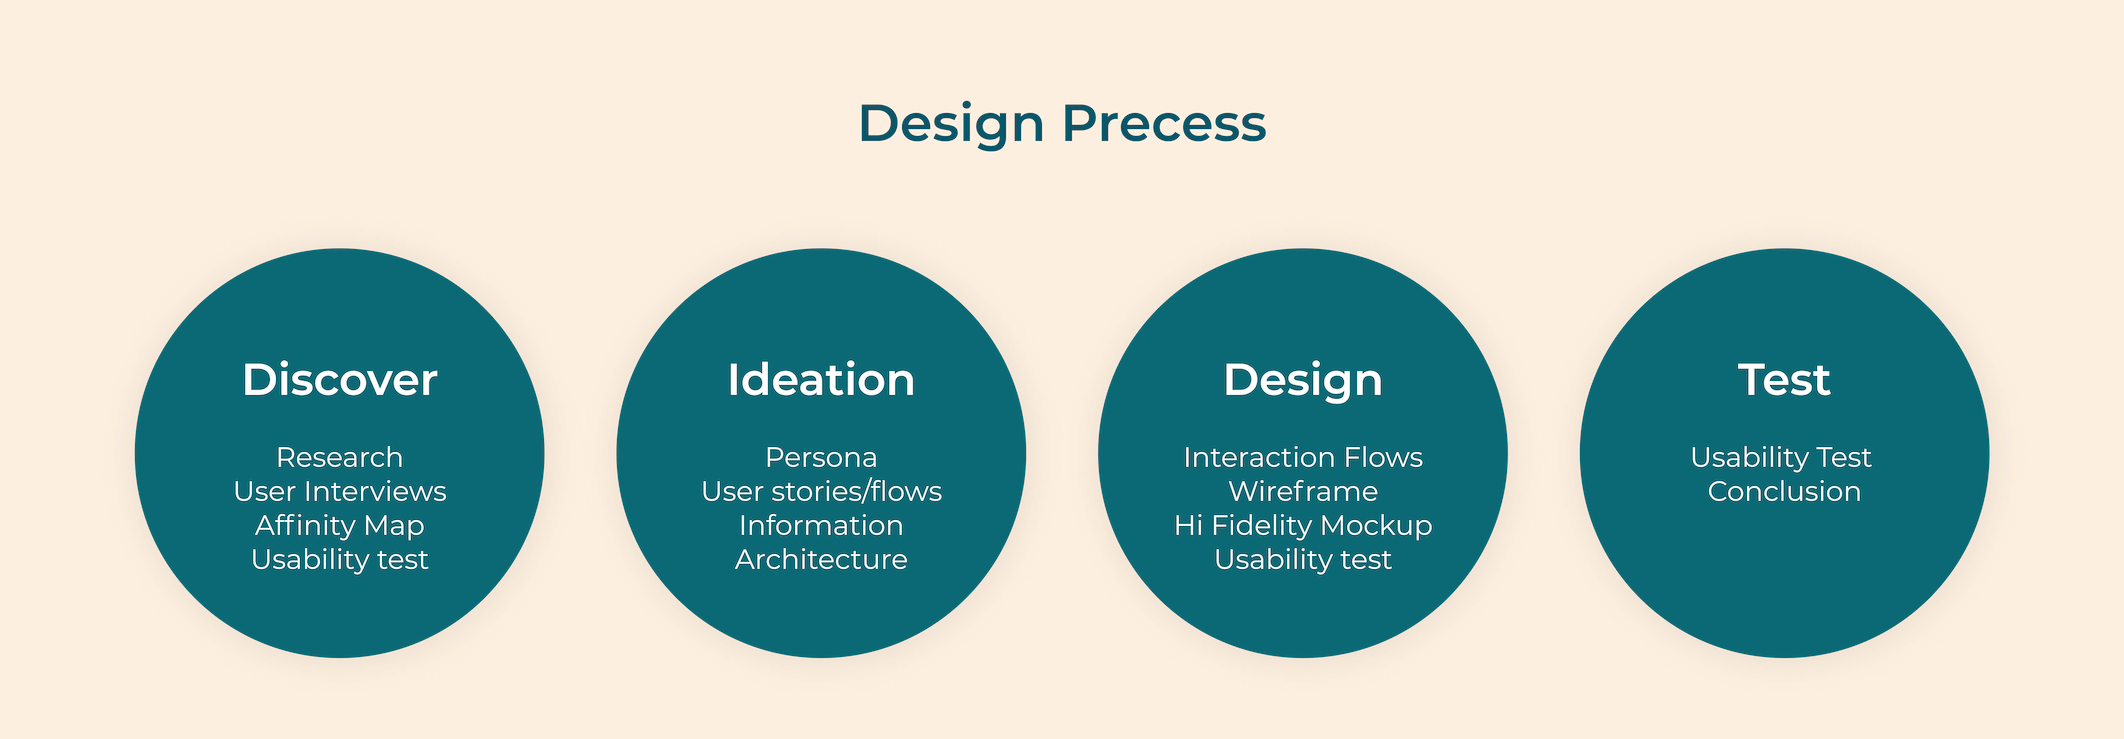 Design Precess
Discover
Research
User Interviews
Affinity Map
Usability test
Ideation
Persona
User stories/flows
Information
Architecture
Design
Interaction Flows
Wireframe
Hi Fidelity Mockup
Usability test
Test
Usability Test
Conclusion